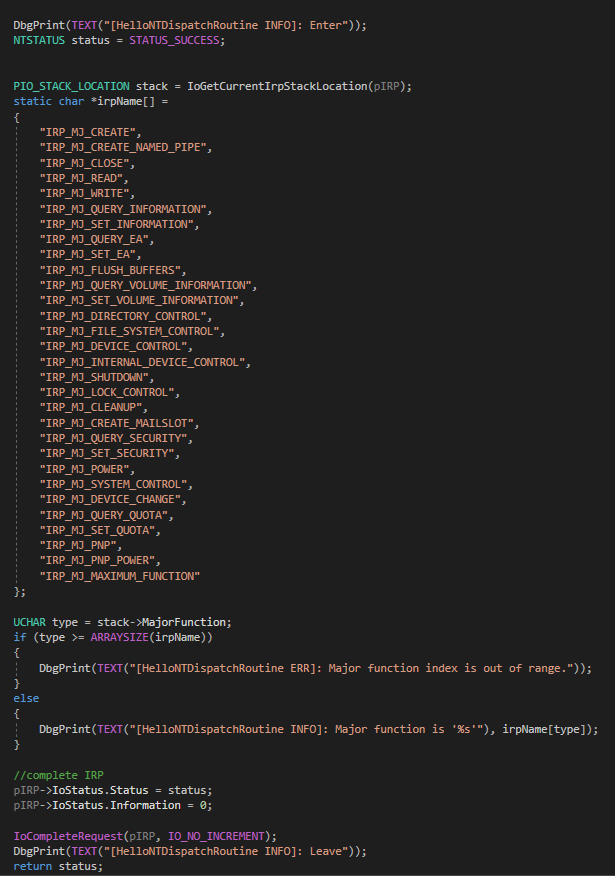 DbgPrint(TEXT("[HelloNTDispatchRoutine INFO]: Enter"));
NTSTATUS status = STATUS_SUCCESS;
PIO_STACK_LOCATION stack = IoGetCurrentIrpStackLocation(pIRP);
static char *irpName[] =
{
"IRP_MJ_CREATE",
"IRP_MJ_CREATE_NAMED_PIPE",
"IRP_MJ_CLOSE",
"IRP_MJ_READ",
"IRP_MJ_WRITE",
"IRP_MJ_QUERY_INFORMATION",
"IRP_MJ_SET_INFORMATION",
"IRP_MJ_QUERY_EA",
"IRP_MJ_SET_EA",
"IRP_MJ_FLUSH_BUFFERS",
"IRP_MJ_QUERY_VOLUME_INFORMATION",
"IRP_MJ_SET_VOLUME_INFORMATION",
"IRP_MJ_DIRECTORY_CONTROL",
"IRP_MJ_FILE_SYSTEM_CONTROL",
"IRP_MJ_DEVICE_CONTROL",
"IRP_MJ_INTERNAL_DEVICE_CONTROL",
"IRP_MJ_SHUTDOWN",
"IRP_MJ_LOCK_CONTROL",
"IRP_MJ_CLEANUP",
"IRP_MJ_CREATE_MAILSLOT",
"IRP_MJ_QUERY_SECURITY",
"IRP_MJ_SET_SECURITY",
"IRP_MJ_POWER",
"IRP_MJ_SYSTEM_CONTROL",
"IRP_MJ_DEVICE_CHANGE",
"IRP_MJ_QUERY_QUOTA",
"IRP_MJ_SET_QUOTA",
"IRP_MJ_PNP",
"IRP_MJ_PNP_POWER",
"IRP_MJ_MAXIMUM_FUNCTION"
};
UCHAR type = stack->MajorFunction;
if (type >= ARRAYSIZE(irpName))
{
DbgPrint(TEXT("[HelloNTDispatchRoutine ERR]: Major function index is out of range."));
}
else
{
DbgPrint(TEXT("[HelloNTDispatchRoutine INFO]: Major function is '%s'"), irpName[type]);
}
//complete IRP
pIRP->IoStatus.Status = status;
pIRP->IoStatus.Information = 0;
IoCompleteRequest(pIRP, IO_NO_INCREMENT);
DbgPrint(TEXT("[HelloNTDispatchRoutine INFO]: Leave"));
return status;